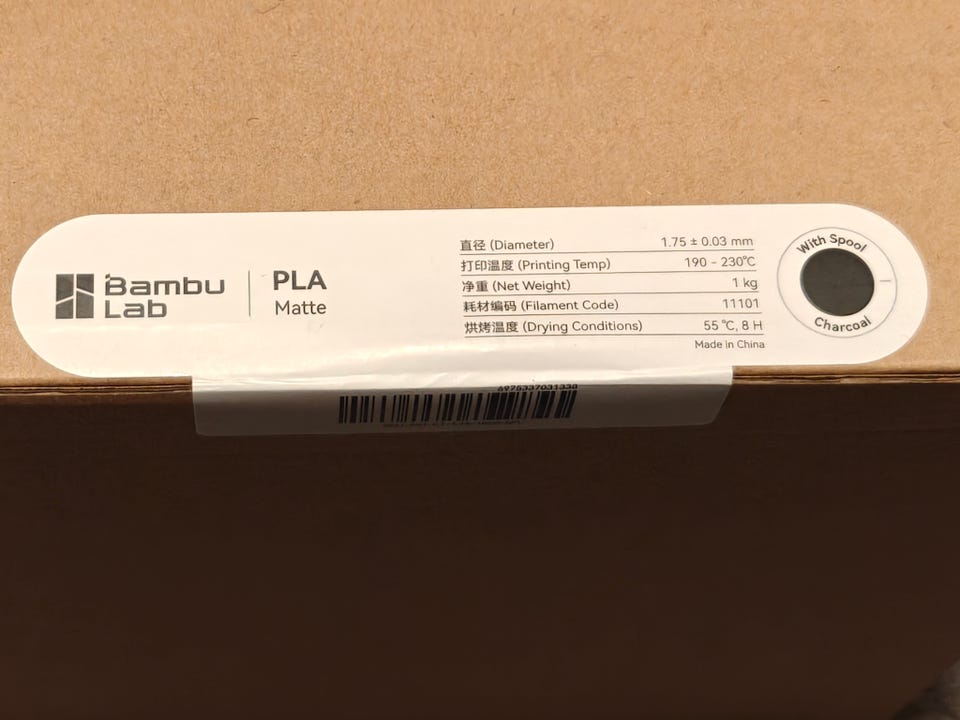 Bambu
Lab
PLA
Matte
直径 (Diameter) 1.75 ± 0.03 mm
打印温度 (Printing Temp) 190 - 230℃
净重 (Net Weight) 1 kg
耗材编码 (Filament Code) 11101
烘烤温度 (Drying Conditions) 55 ℃, 8 H
Made in China
With Spool
Charcoal
6975337031338